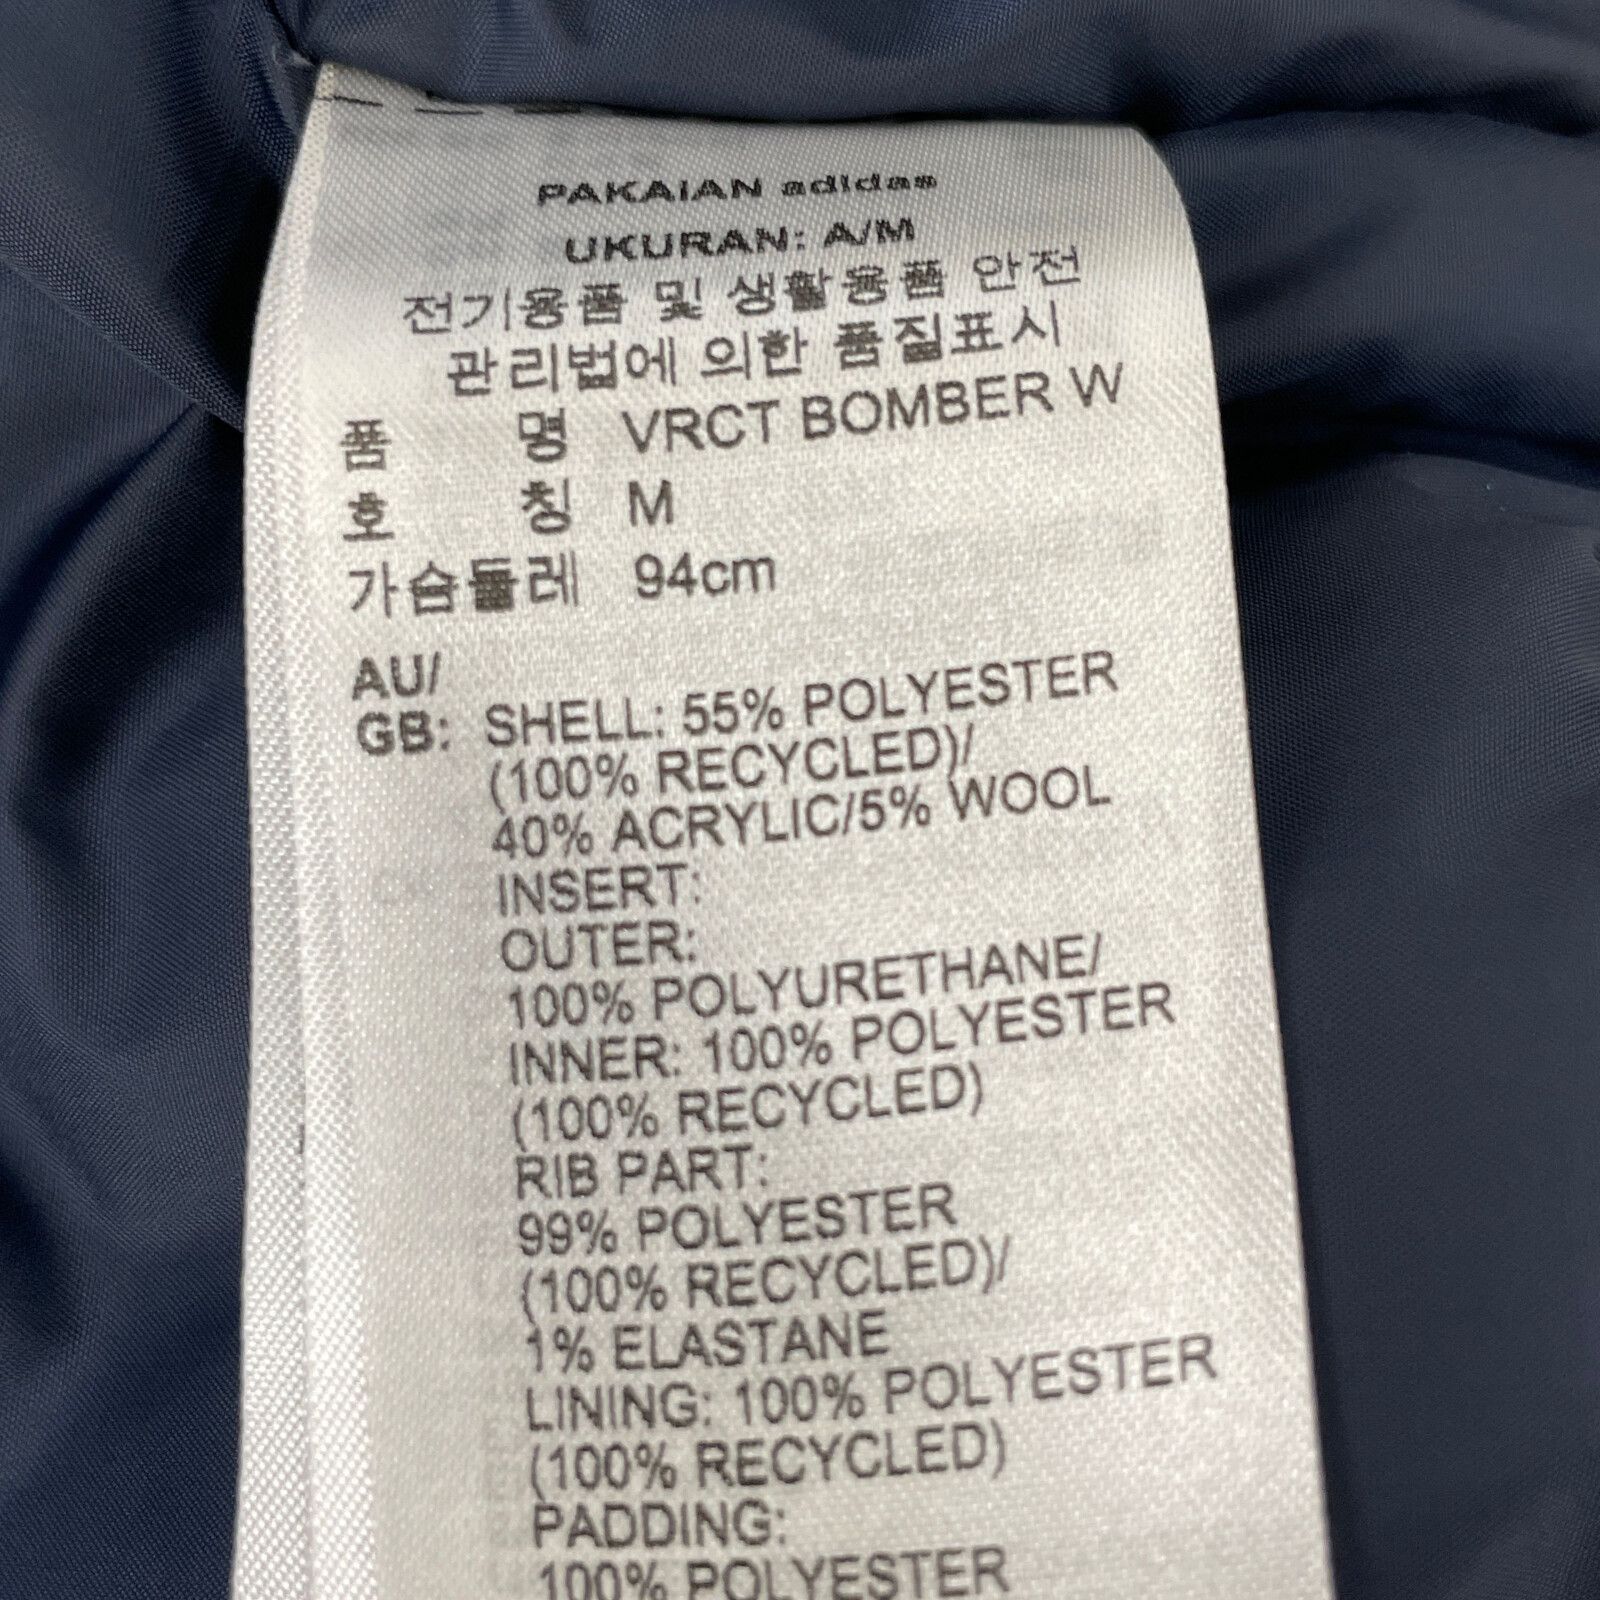 PAKAIAN adidas
UKURAN: A/M
전기용품 및 생활용품 안전
관리법에 의한 품질표시
품 명 VRCT BOMBER W
호 칭 M
가슴둘레 94cm
AU/
GB: SHELL: 55% POLYESTER
(100% RECYCLED)/
40% ACRYLIC/5% WOOL
INSERT:
OUTER:
100% POLYURETHANE/
INNER: 100% POLYESTER
(100% RECYCLED)
RIB PART:
99% POLYESTER
(100% RECYCLED)/
1% ELASTANE
LINING: 100% POLYESTER
(100% RECYCLED)
PADDING:
100% POLYESTER